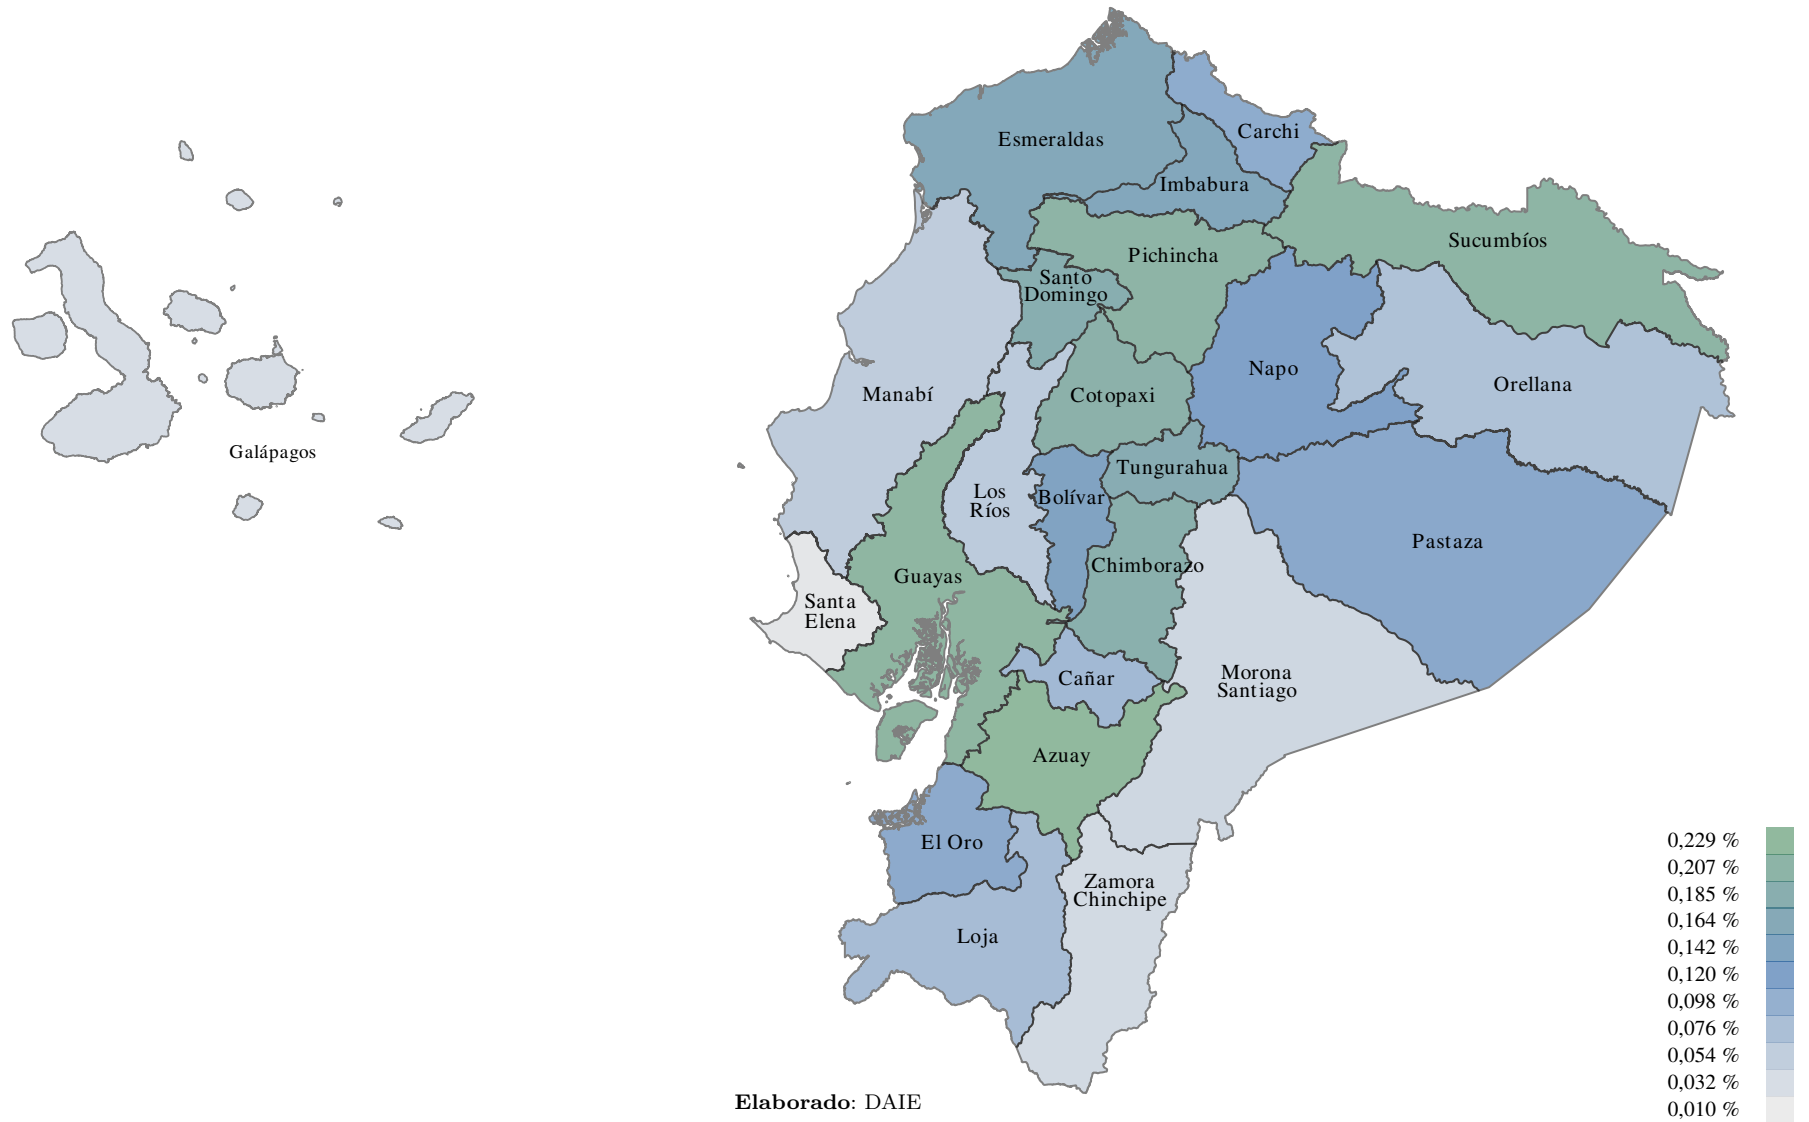 Esmeraldas
Carchi
Imbabura
Sucumbíos
Pichincha
Santo
Domingo
Napo
Orellana
Manabí
Cotopaxi
Galápagos
Tungurahua
Los
Ríos
Bolívar
Pastaza
Chimborazo
Guayas
Santa
Elena
Cañar
Morona
Santiago
Azuay
El Oro
Zamora
Chinchipe
Loja
0,229 %
0,207 %
0,185 %
0,164 %
0,142 %
0,120 %
0,098 %
0,076 %
0,054 %
0,032 %
0,010 %
Elaborado: DAIE